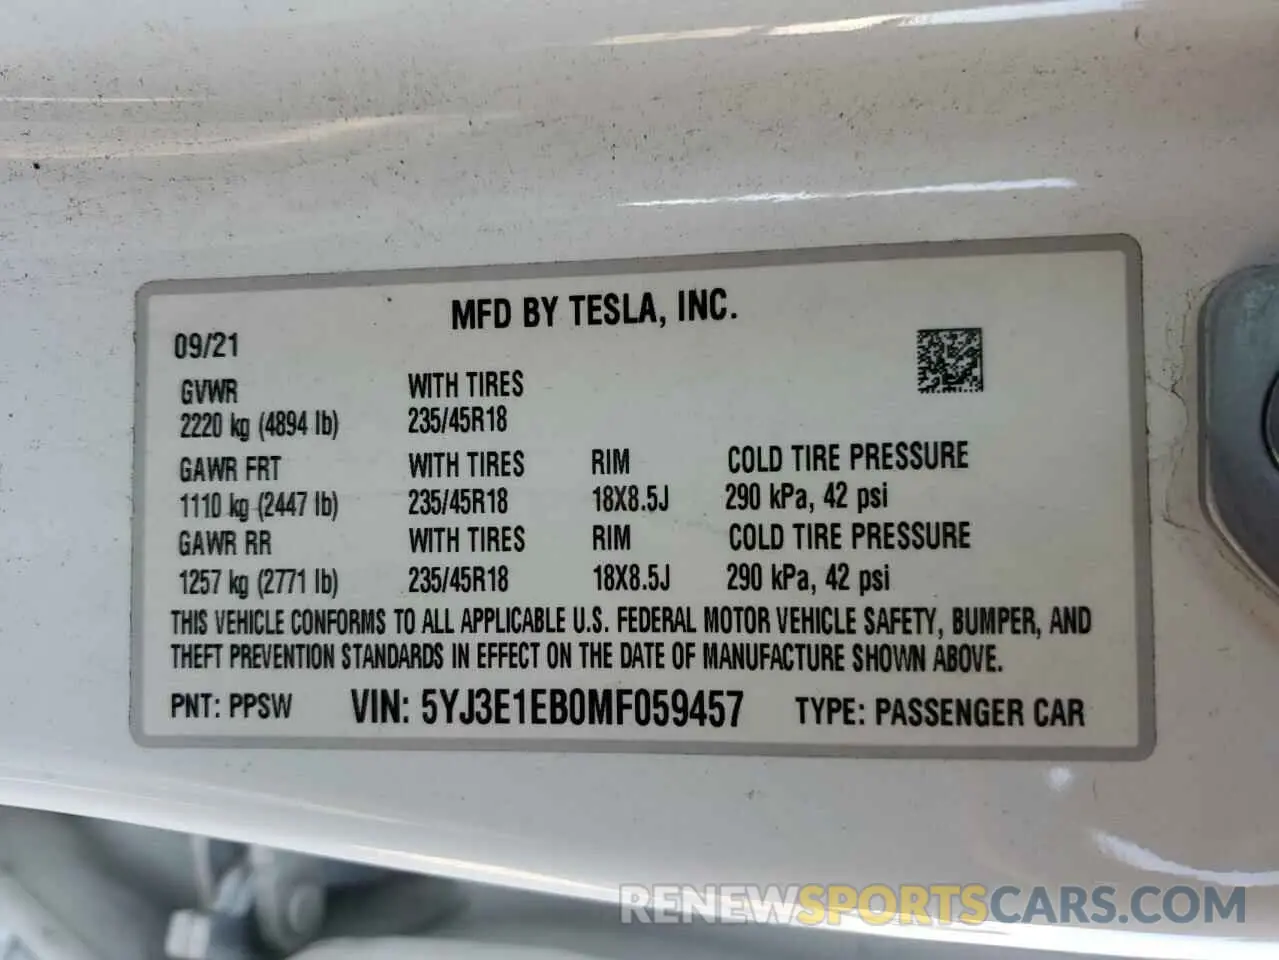 MFD BY TESLA, INC.
09/21
GVWR WITH TIRES
2220 kg (4894 lb) 235/45R18
GAWR FRT WITH TIRES RIM COLD TIRE PRESSURE
1110 kg (2447 lb) 235/45R18 18X8.5J 290 kPa, 42 psi
GAWR RR WITH TIRES RIM COLD TIRE PRESSURE
1257 kg (2771 lb) 235/45R18 18X8.5J 290 kPa, 42 psi
THIS VEHICLE CONFORMS TO ALL APPLICABLE U.S. FEDERAL MOTOR VEHICLE SAFETY, BUMPER, AND
THEFT PREVENTION STANDARDS IN EFFECT ON THE DATE OF MANUFACTURE SHOWN ABOVE.
PNT: PPSW VIN: 5YJ3E1EB0MF059457 TYPE: PASSENGER CAR
RENEWSPORTSCARS.COM